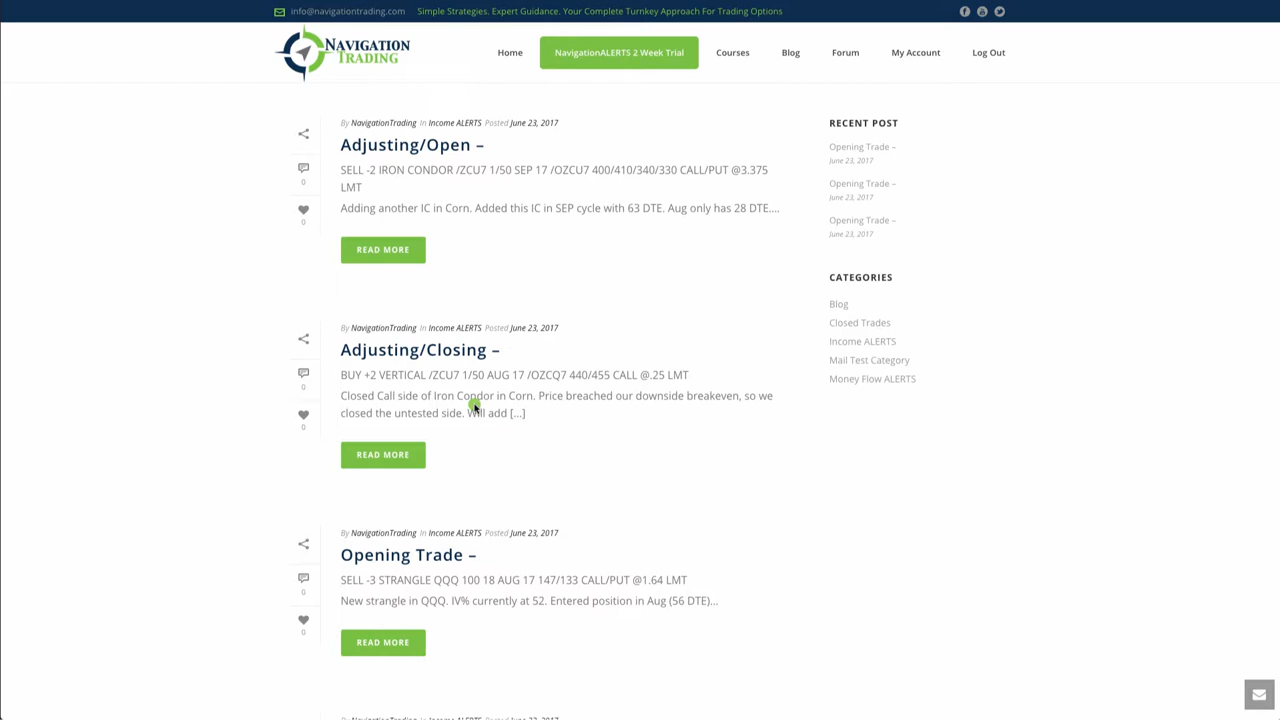 info@navigationtrading.com Simple Strategies. Expert Guidance. Your Complete Turnkey Approach For Trading Options
NAVIGATION
TRADING
Home NavigationALERTS 2 Week Trial Courses Blog Forum My Account Log Out
By NavigationTrading In Income ALERTS Posted June 23, 2017
Adjusting/Open –
SELL -2 IRON CONDOR /ZCU7 1/50 SEP 17 /OZCU7 400/410/340/330 CALL/PUT @3.375
LMT
Adding another IC in Corn. Added this IC in SEP cycle with 63 DTE. Aug only has 28 DTE....
0
0
READ MORE
By NavigationTrading In Income ALERTS Posted June 23, 2017
Adjusting/Closing –
BUY +2 VERTICAL /ZCU7 1/50 AUG 17 /OZCQ7 440/455 CALL @.25 LMT
Closed Call side of Iron Condor in Corn. Price breached our downside breakeven, so we
closed the untested side. Will add [...]
0
0
READ MORE
By NavigationTrading In Income ALERTS Posted June 23, 2017
Opening Trade –
SELL -3 STRANGLE QQQ 100 18 AUG 17 147/133 CALL/PUT @1.64 LMT
New strangle in QQQ. IV% currently at 52. Entered position in Aug (56 DTE)...
0
0
READ MORE
By NavigationTrading In Income ALERTS Posted June 23, 2017
RECENT POST
Opening Trade –
June 23, 2017
Opening Trade –
June 23, 2017
Opening Trade –
June 23, 2017
CATEGORIES
Blog
Closed Trades
Income ALERTS
Mail Test Category
Money Flow ALERTS